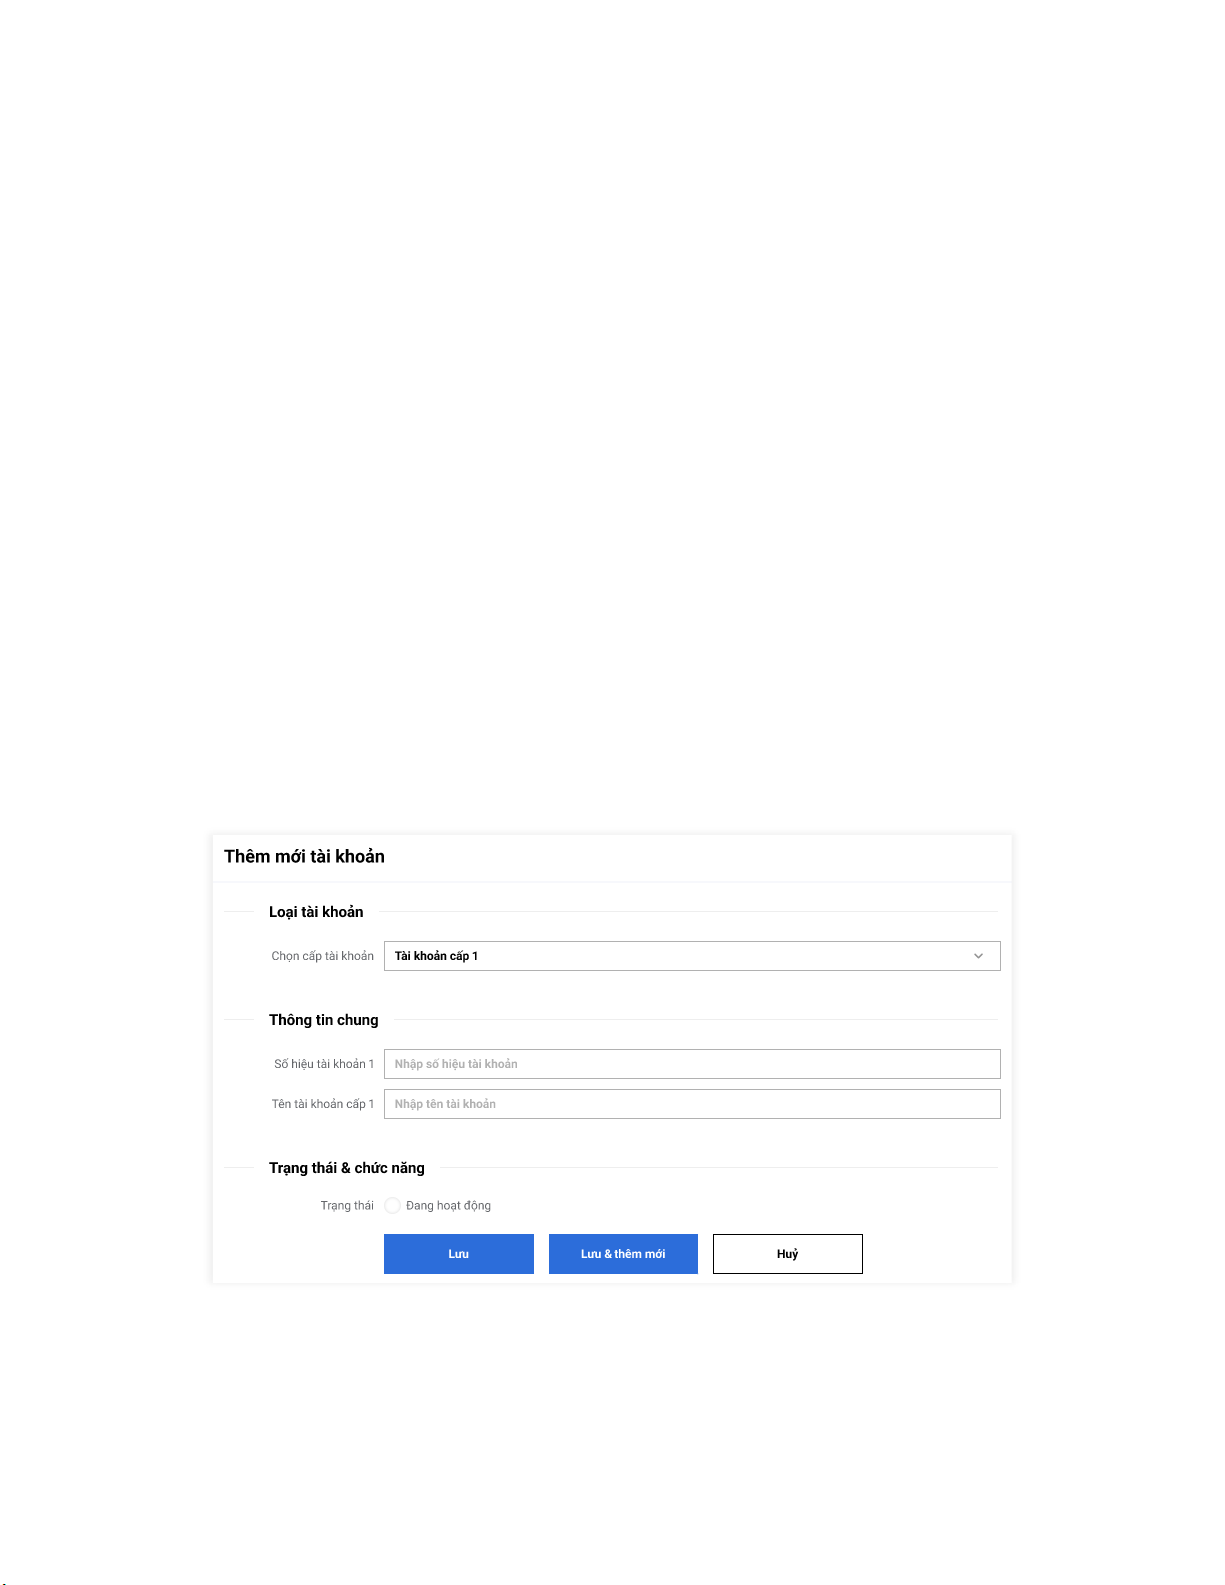 Thêm mới tài khoản
Loại tài khoản
Chọn cấp tài khoản Tài khoản cấp 1
Thông tin chung
Số hiệu tài khoản 1 Nhập số hiệu tài khoản
Tên tài khoản cấp 1 Nhập tên tài khoản
Trạng thái & chức năng
Trạng thái Đang hoạt động
Lưu Lưu & thêm mới Huỷ